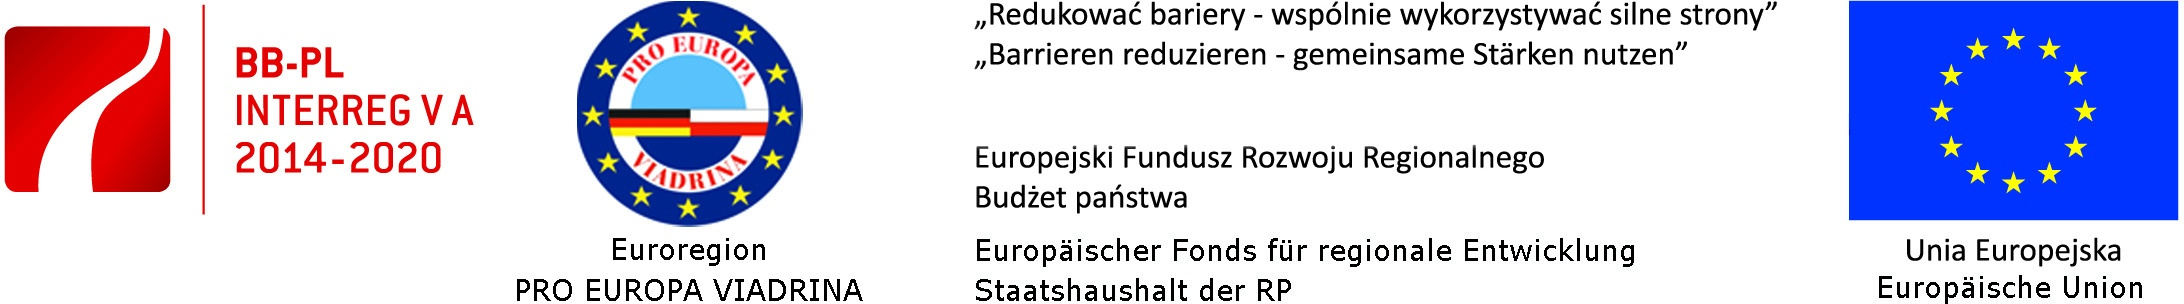 BB-PL
INTERREG V A
2014-2020
PRO EUROPA
VIADRINA
Euroregion
PRO EUROPA VIADRINA
„Redukować bariery - wspólnie wykorzystywać silne strony”
„Barrieren reduzieren - gemeinsame Stärken nutzen”
Europejski Fundusz Rozwoju Regionalnego
Budżet państwa
Europäischer Fonds für regionale Entwicklung
Staatshaushalt der RP
Unia Europejska
Europäische Union